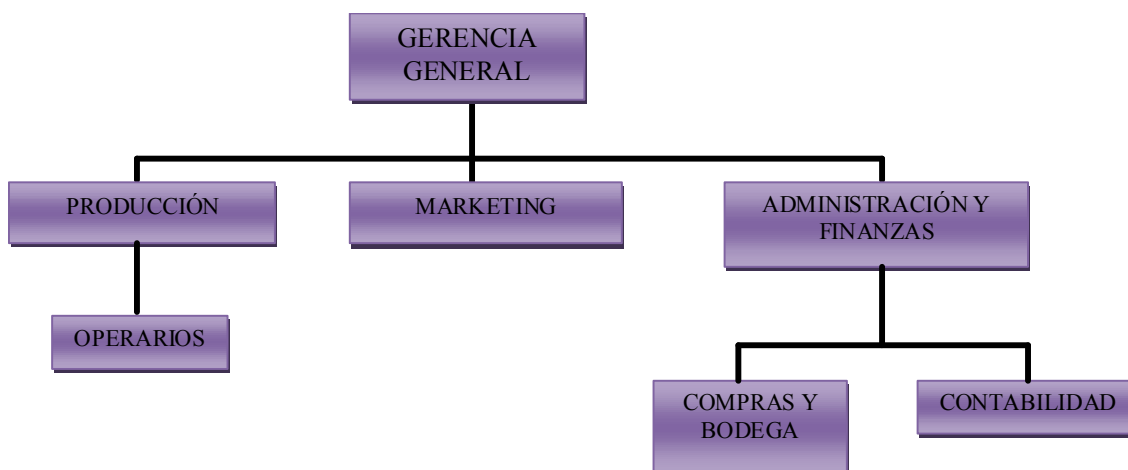 GERENCIA
GENERAL
PRODUCCIÓN
MARKETING
ADMINISTRACIÓN Y
FINANZAS
OPERARIOS
COMPRAS Y
BODEGA
CONTABILIDAD